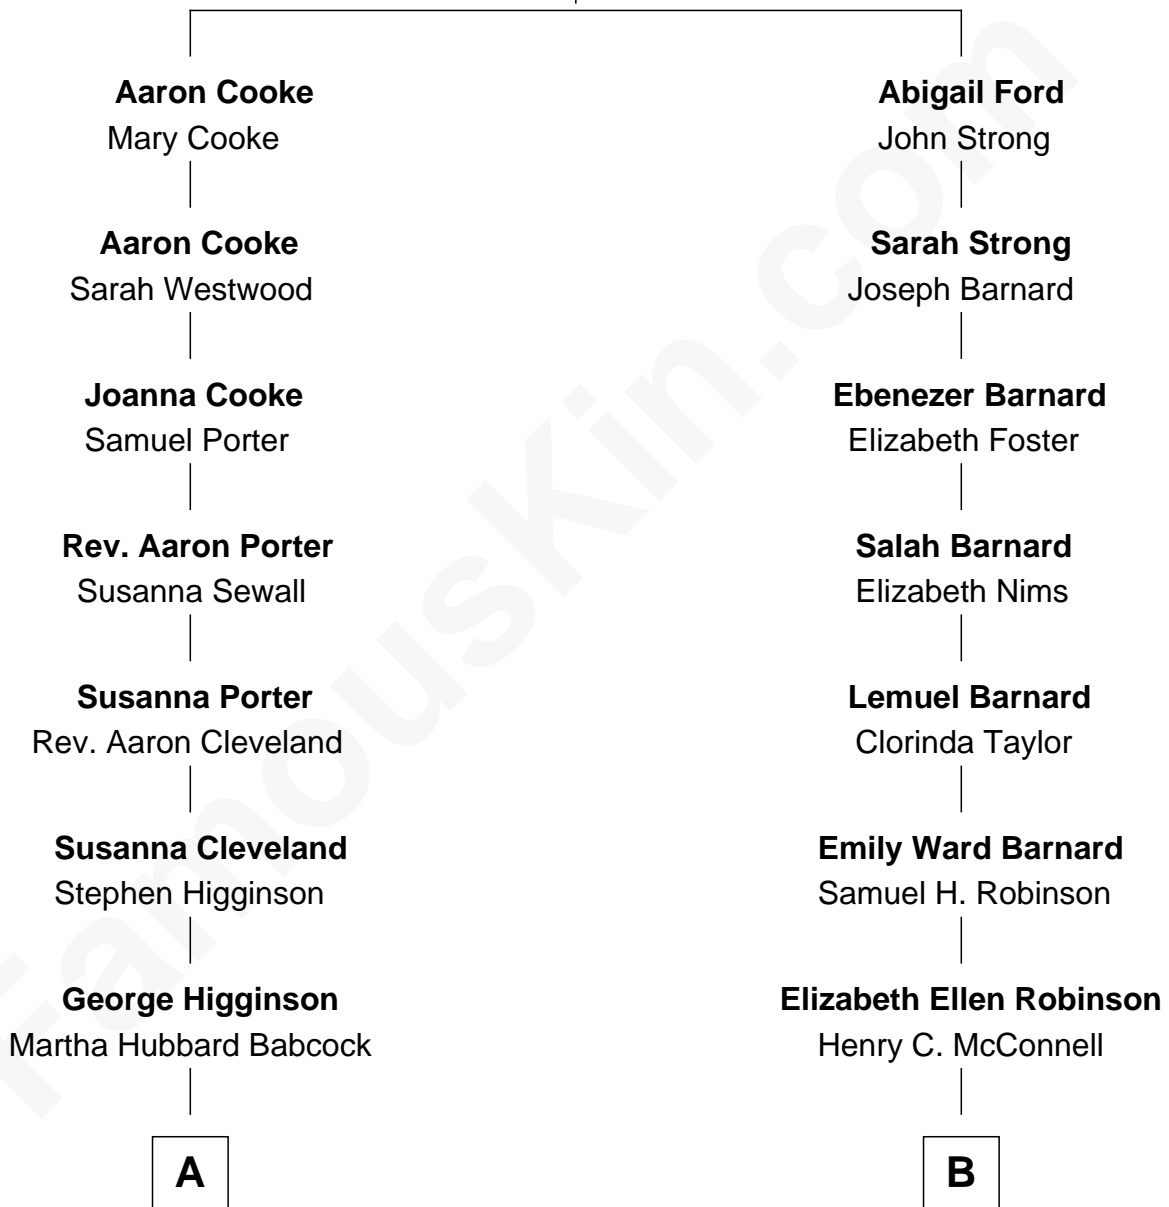 Aaron Cooke
Mary Cooke
Abigail Ford
John Strong
Aaron Cooke
Sarah Westwood
Sarah Strong
Joseph Barnard
Joanna Cooke
Samuel Porter
Ebenezer Barnard
Elizabeth Foster
Rev. Aaron Porter
Susanna Sewall
Salah Barnard
Elizabeth Nims
Susanna Porter
Rev. Aaron Cleveland
Lemuel Barnard
Clorinda Taylor
Susanna Cleveland
Stephen Higginson
Emily Ward Barnard
Samuel H. Robinson
George Higginson
Martha Hubbard Babcock
Elizabeth Ellen Robinson
Henry C. McConnell
A
B
FamousKin.com